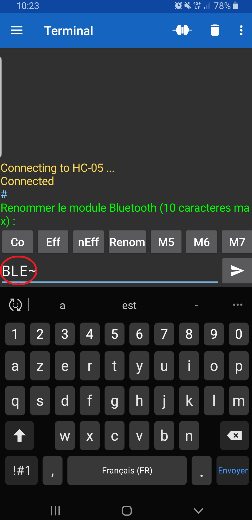 10:23
78%
Terminal
Connecting to HC-05 ...
Connected
#
Renommer le module Bluetooth (10 caracteres ma
x) :
Co Eff nEff Renom M5 M6 M7
BLE~
a est -
1 2 3 4 5 6 7 8 9 0
a z e r t y u i o p
q s d f g h j k l m
w x c v b n
!#1 , Français (FR) . Envoyer